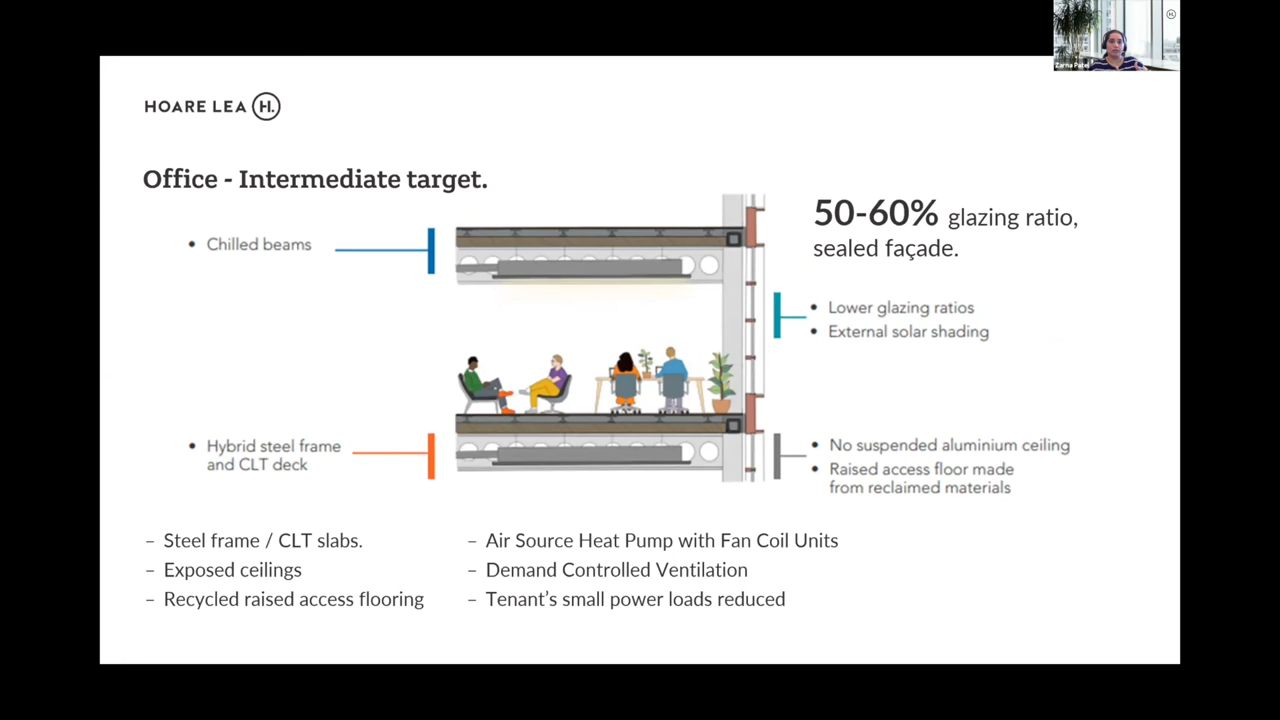 HOARE LEA H.
Zarna Patel
Office - Intermediate target.
• Chilled beams
50-60% glazing ratio,
sealed façade.
• Lower glazing ratios
• External solar shading
• Hybrid steel frame
and CLT deck
• No suspended aluminium ceiling
• Raised access floor made
from reclaimed materials
– Steel frame / CLT slabs.
– Exposed ceilings
– Recycled raised access flooring
– Air Source Heat Pump with Fan Coil Units
– Demand Controlled Ventilation
– Tenant's small power loads reduced